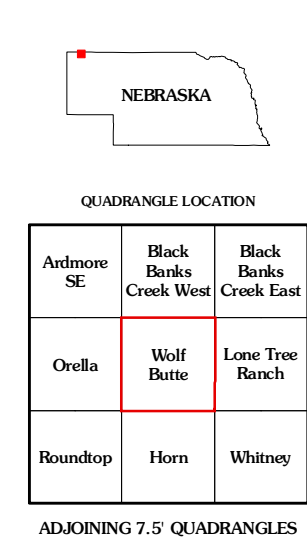 NEBRASKA
QUADRANGLE LOCATION
Ardmore
SE
Black
Banks
Creek West
Black
Banks
Creek East
Orella
Wolf
Butte
Lone Tree
Ranch
Roundtop
Horn
Whitney
ADJOINING 7.5' QUADRANGLES